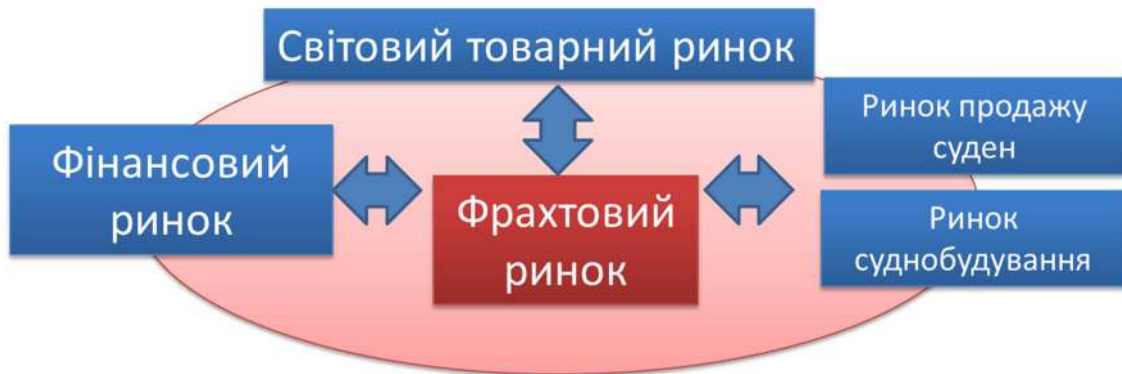 Світовий товарний ринок
Фінансовий
ринок
Фрахтовий
ринок
Ринок продажу
суден
Ринок
суднобудування